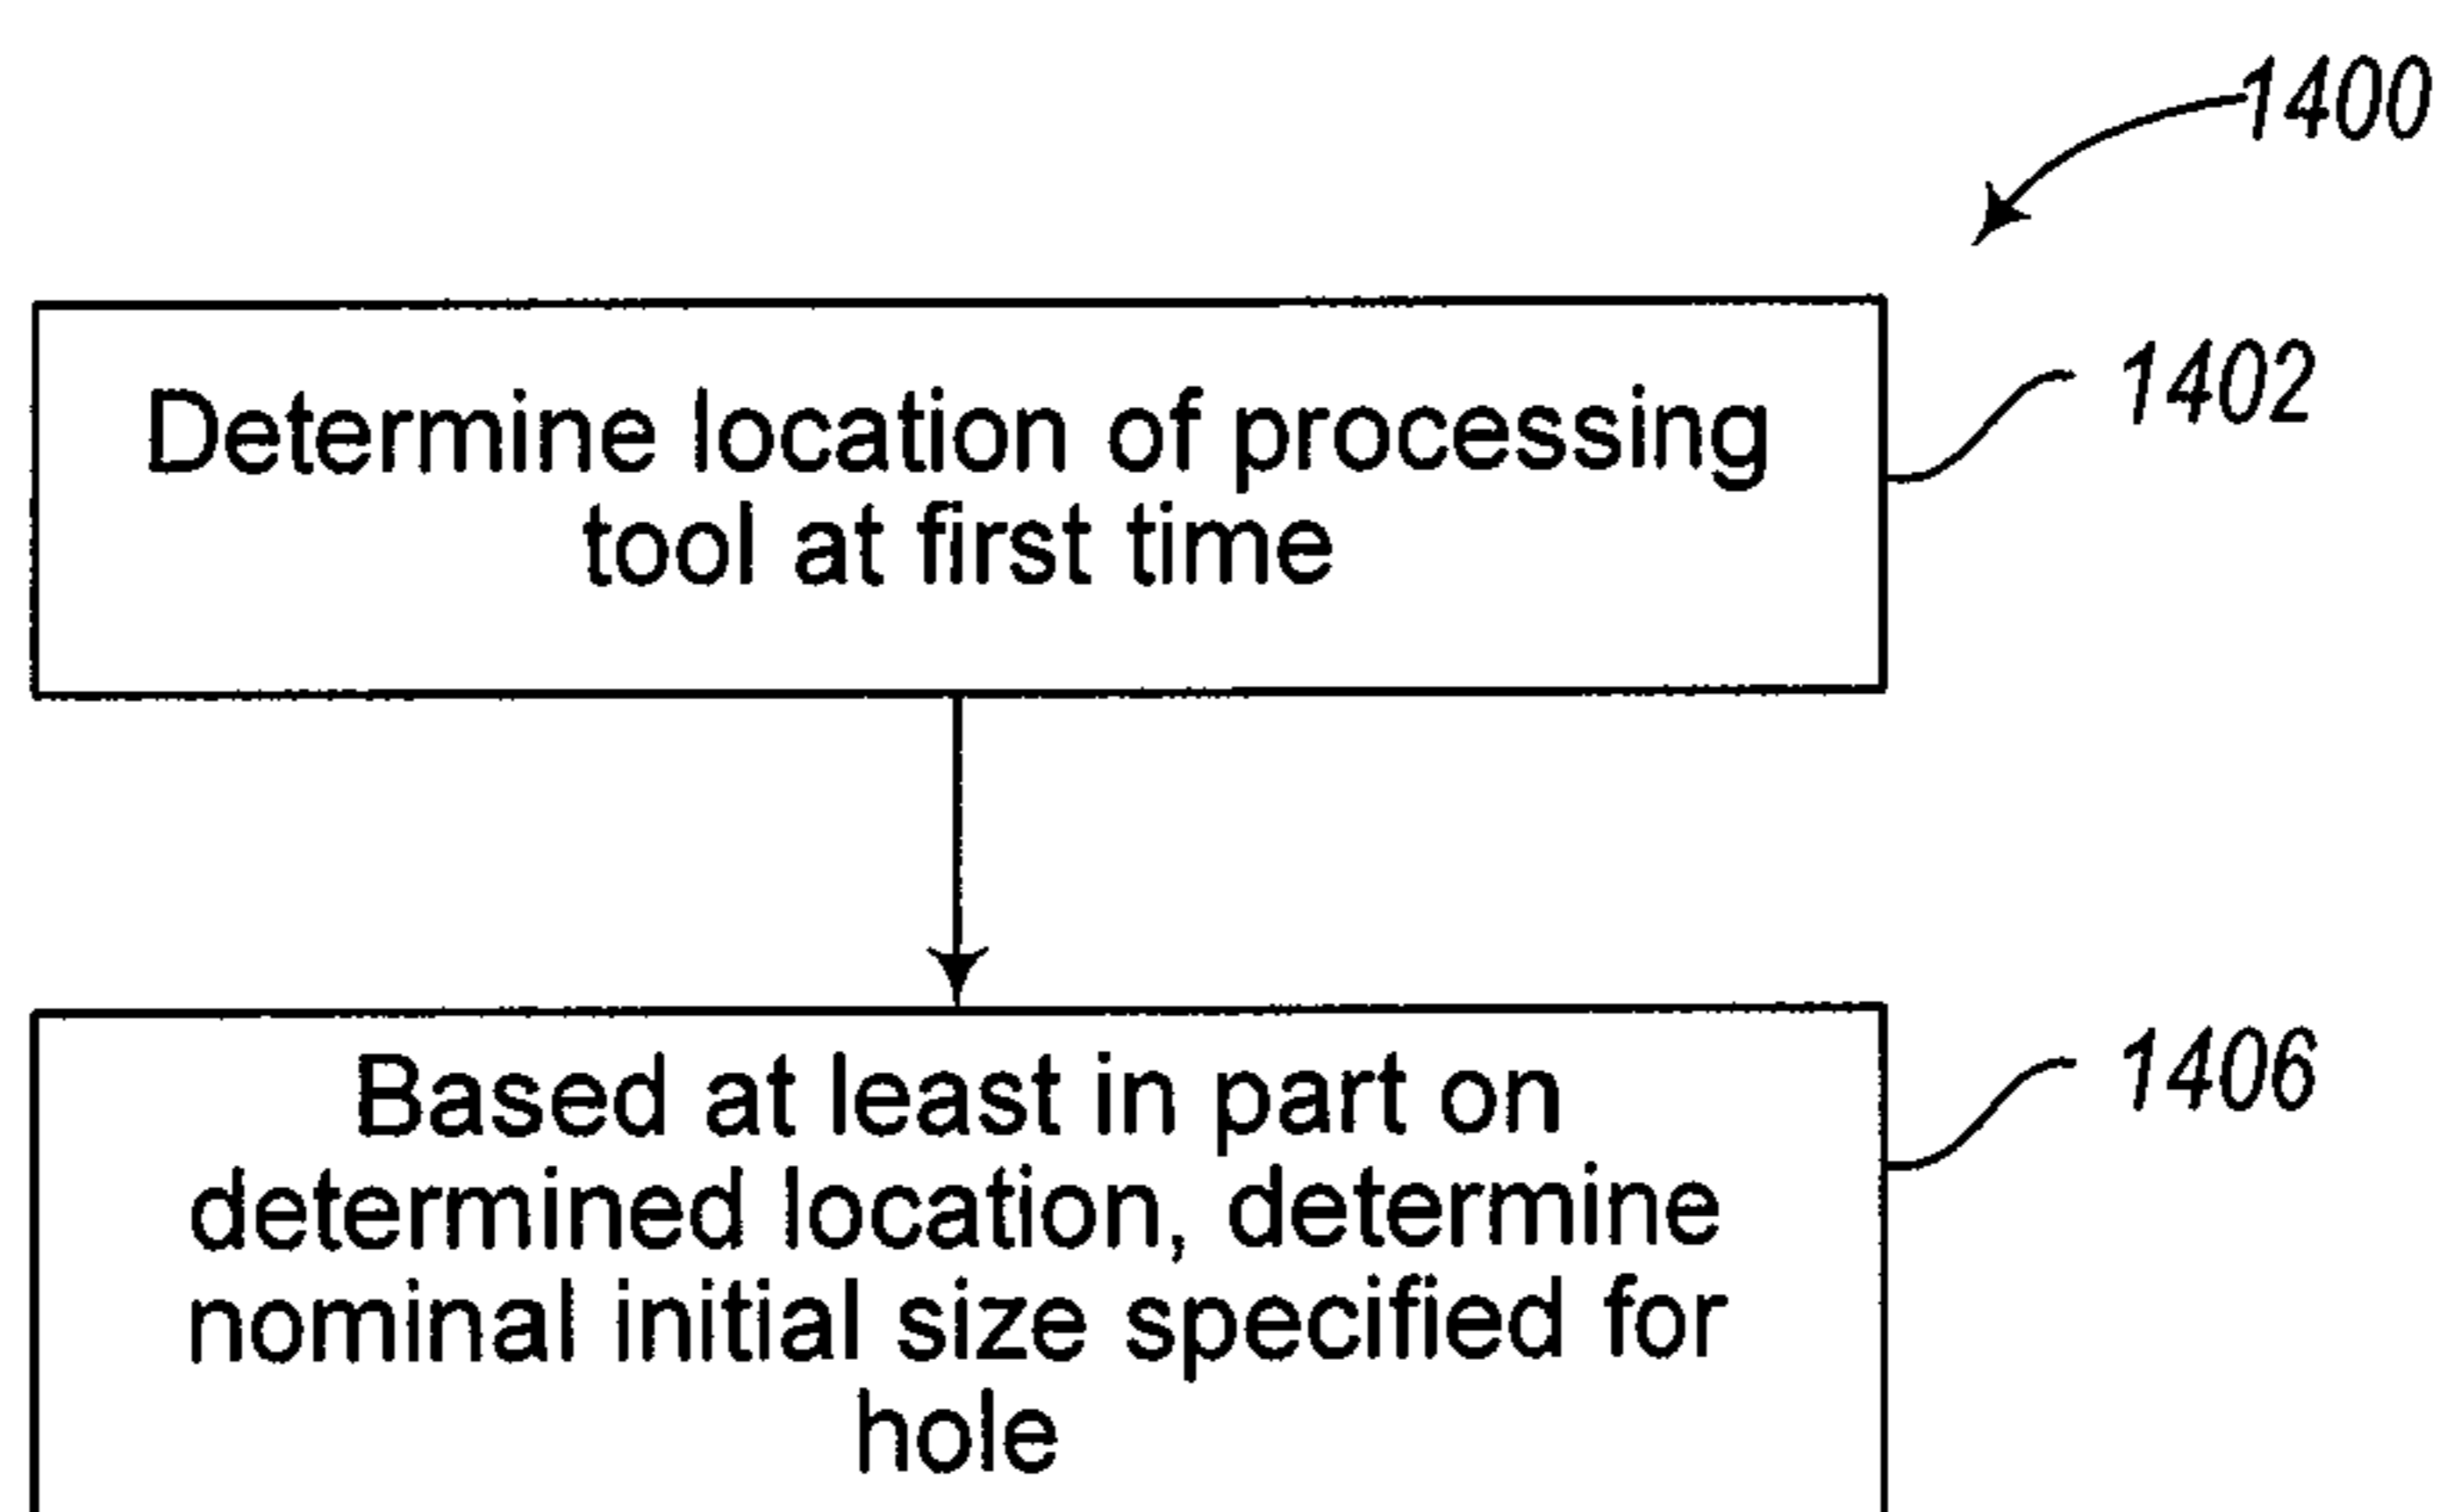 1400
Determine location of processing
tool at first time
1402
Based at least in part on
determined location, determine
nominal initial size specified for
hole
1406